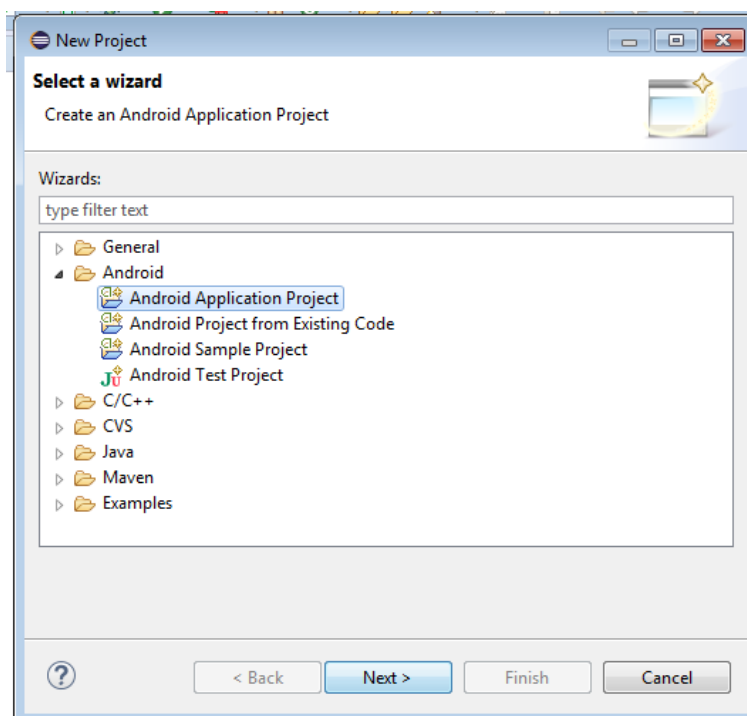 New Project
Select a wizard
Create an Android Application Project
Wizards:
type filter text
General
Android
Android Application Project
Android Project from Existing Code
Android Sample Project
Android Test Project
C/C++
CVS
Java
Maven
Examples
? < Back Next > Finish Cancel